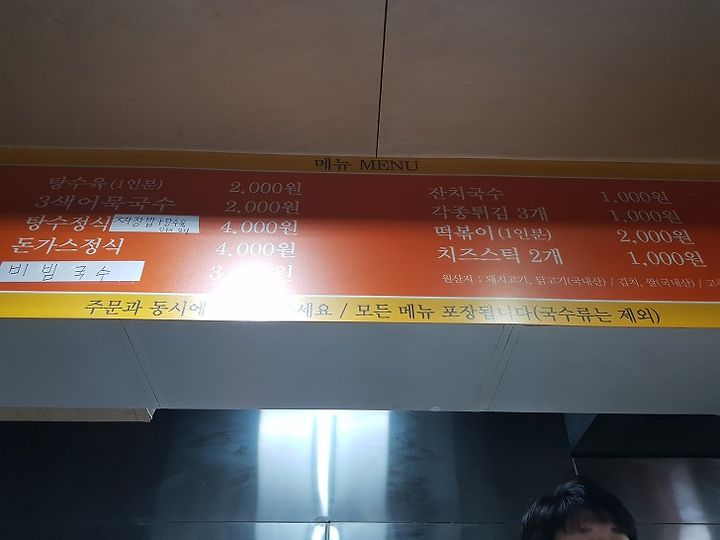 메뉴 MENU
탕수육 (1인분) 2,000원
3색어묵국수 2,000원
탕수정식 4,000원
돈가스정식 4,000원
비빔국수
잔치국수 1,000원
각종튀김 3개 1,000원
떡볶이(1인분) 2,000원
치즈스틱 2개 1,000원
원산지 : 돼지고기, 닭고기(국내산) / 김치, 쌀(국내산) /
주문과 동시에 세요 / 모든 메뉴 포장됩니다(국수류는 제외)